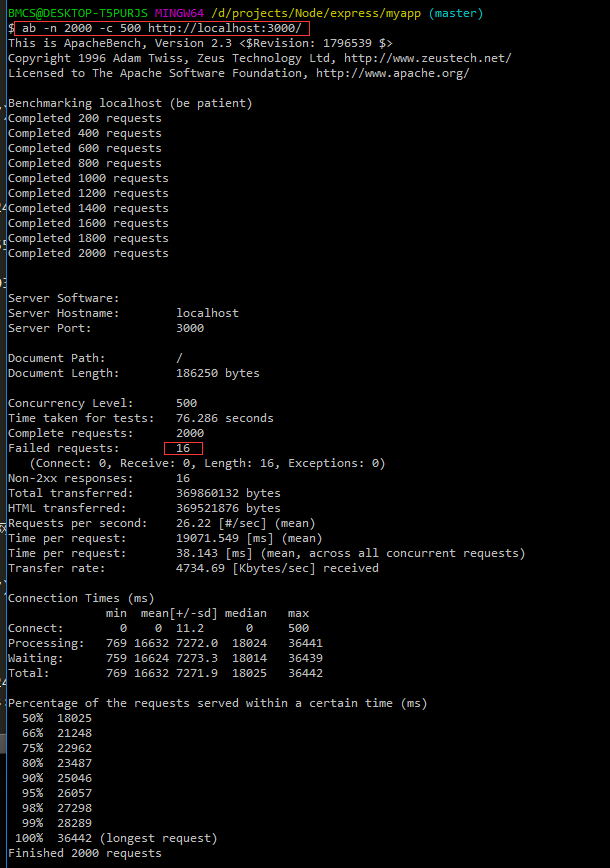 BMCS@DESKTOP-T5PURJS MINGW64 /d/projects/Node/express/myapp (master)
$ ab -n 2000 -c 500 http://localhost:3000/
This is ApacheBench, Version 2.3 <$Revision: 1796539 $>
Copyright 1996 Adam Twiss, Zeus Technology Ltd, http://www.zeustech.net/
Licensed to The Apache Software Foundation, http://www.apache.org/

Benchmarking localhost (be patient)
Completed 200 requests
Completed 400 requests
Completed 600 requests
Completed 800 requests
Completed 1000 requests
Completed 1200 requests
Completed 1400 requests
Completed 1600 requests
Completed 1800 requests
Completed 2000 requests

Server Software:
Server Hostname:        localhost
Server Port:            3000

Document Path:          /
Document Length:        186250 bytes

Concurrency Level:      500
Time taken for tests:   76.286 seconds
Complete requests:      2000
Failed requests:        16
   (Connect: 0, Receive: 0, Length: 16, Exceptions: 0)
Non-2xx responses:      16
Total transferred:      369860132 bytes
HTML transferred:       369521876 bytes
Requests per second:    26.22 [#/sec] (mean)
Time per request:       19071.549 [ms] (mean)
Time per request:       38.143 [ms] (mean, across all concurrent requests)
Transfer rate:          4734.69 [Kbytes/sec] received

Connection Times (ms)
              min  mean[+/-sd] median   max
Connect:        0    0  11.2      0     500
Processing:   769 16632 7272.0  18024   36441
Waiting:      759 16624 7273.3  18014   36439
Total:        769 16632 7271.9  18025   36442

Percentage of the requests served within a certain time (ms)
  50%  18025
  66%  21248
  75%  22962
  80%  23487
  90%  25046
  95%  26057
  98%  27298
  99%  28289
 100%  36442 (longest request)
Finished 2000 requests